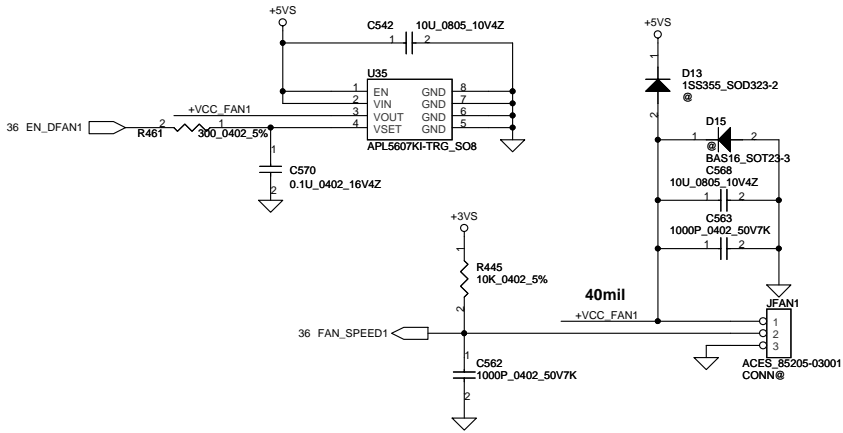 +5VS
C542
10U_0805_10V4Z
1
2
U35
1
EN
GND
8
2
VIN
GND
7
+VCC_FAN1
3
VOUT
GND
6
36 EN_DFAN1
R461
2
1
300_0402_5%
4
VSET
GND
5
APL5607KI-TRG_SO8
1
C570
0.1U_0402_16V4Z
2
+5VS
1
D13
1SS355_SOD323-2
@
2
D15
1
2
@
BAS16_SOT23-3
C568
10U_0805_10V4Z
1
2
C563
1000P_0402_50V7K
1
2
+3VS
1
R445
10K_0402_5%
2
40mil
+VCC_FAN1
36 FAN_SPEED1
JFAN1
1
2
3
ACES_85205-03001
CONN@
1
C562
1000P_0402_50V7K
2